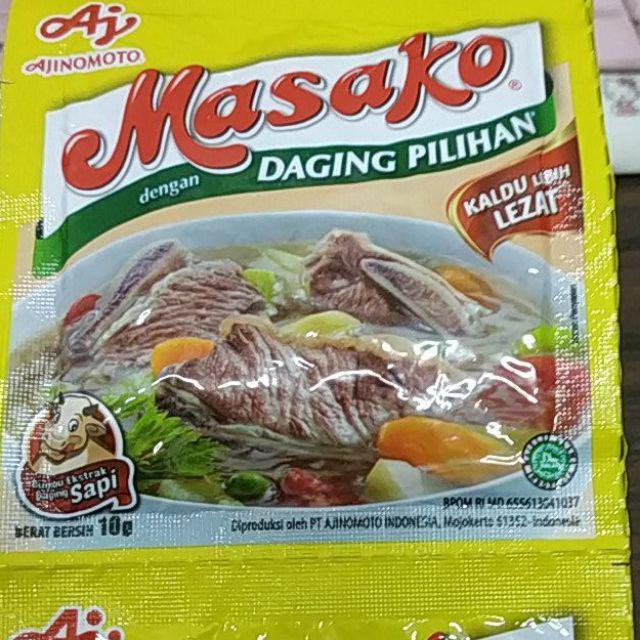 Aj
AJINOMOTO
Masako®
dengan DAGING PILIHAN
KALDU LEBIH
LEZAT
Bumbu Ekstrak
Daging Sapi
BERAT BERSIH 10g
BPOM RI MD 655613041037
Diproduksi oleh PT AJINOMOTO INDONESIA, Mojokerto 61352-Indonesia
Aj